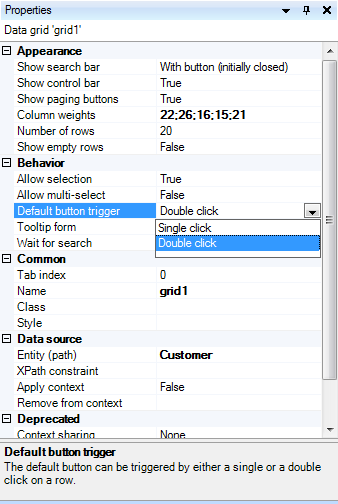 Properties
Data grid 'grid1'
Appearance
Show search bar With button (initially closed)
Show control bar True
Show paging buttons True
Column weights 22;26;16;15;21
Number of rows 20
Show empty rows False
Behavior
Allow selection True
Allow multi-select False
Default button trigger Double click
Tooltip form Single click
Wait for search Double click
Common
Tab index 0
Name grid1
Class
Style
Data source
Entity (path) Customer
XPath constraint
Apply context False
Remove from context
Deprecated
Context sharing None
Default button trigger
The default button can be triggered by either a single or a double
click on a row.